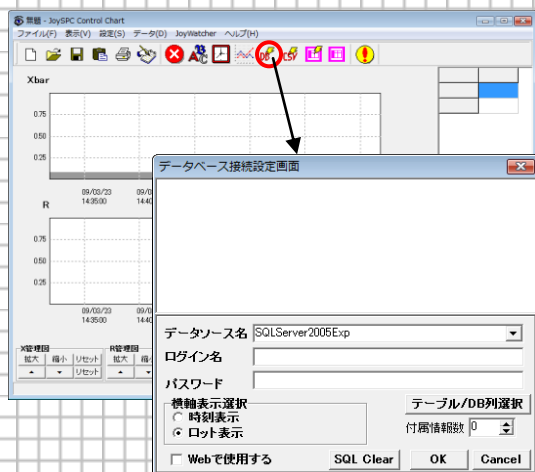 無題 - JoySPC Control Chart
ファイル(F) 表示(V) 設定(S) データ(D) JoyWatcher ヘルプ(H)
DB CSV
Xbar
0.75
0.50
0.25
09/03/23 14:35:00
R
0.75
0.50
0.25
09/03/23 14:35:00
X管理図 R管理図
拡大 縮小 リセット 拡大
リセット
データベース接続設定画面
データソース名 SQLServer2005Exp
ログイン名
パスワード
横軸表示選択
時刻表示
ロット表示
テーブル/DB列選択
付属情報数 0
Webで使用する SQL Clear OK Cancel